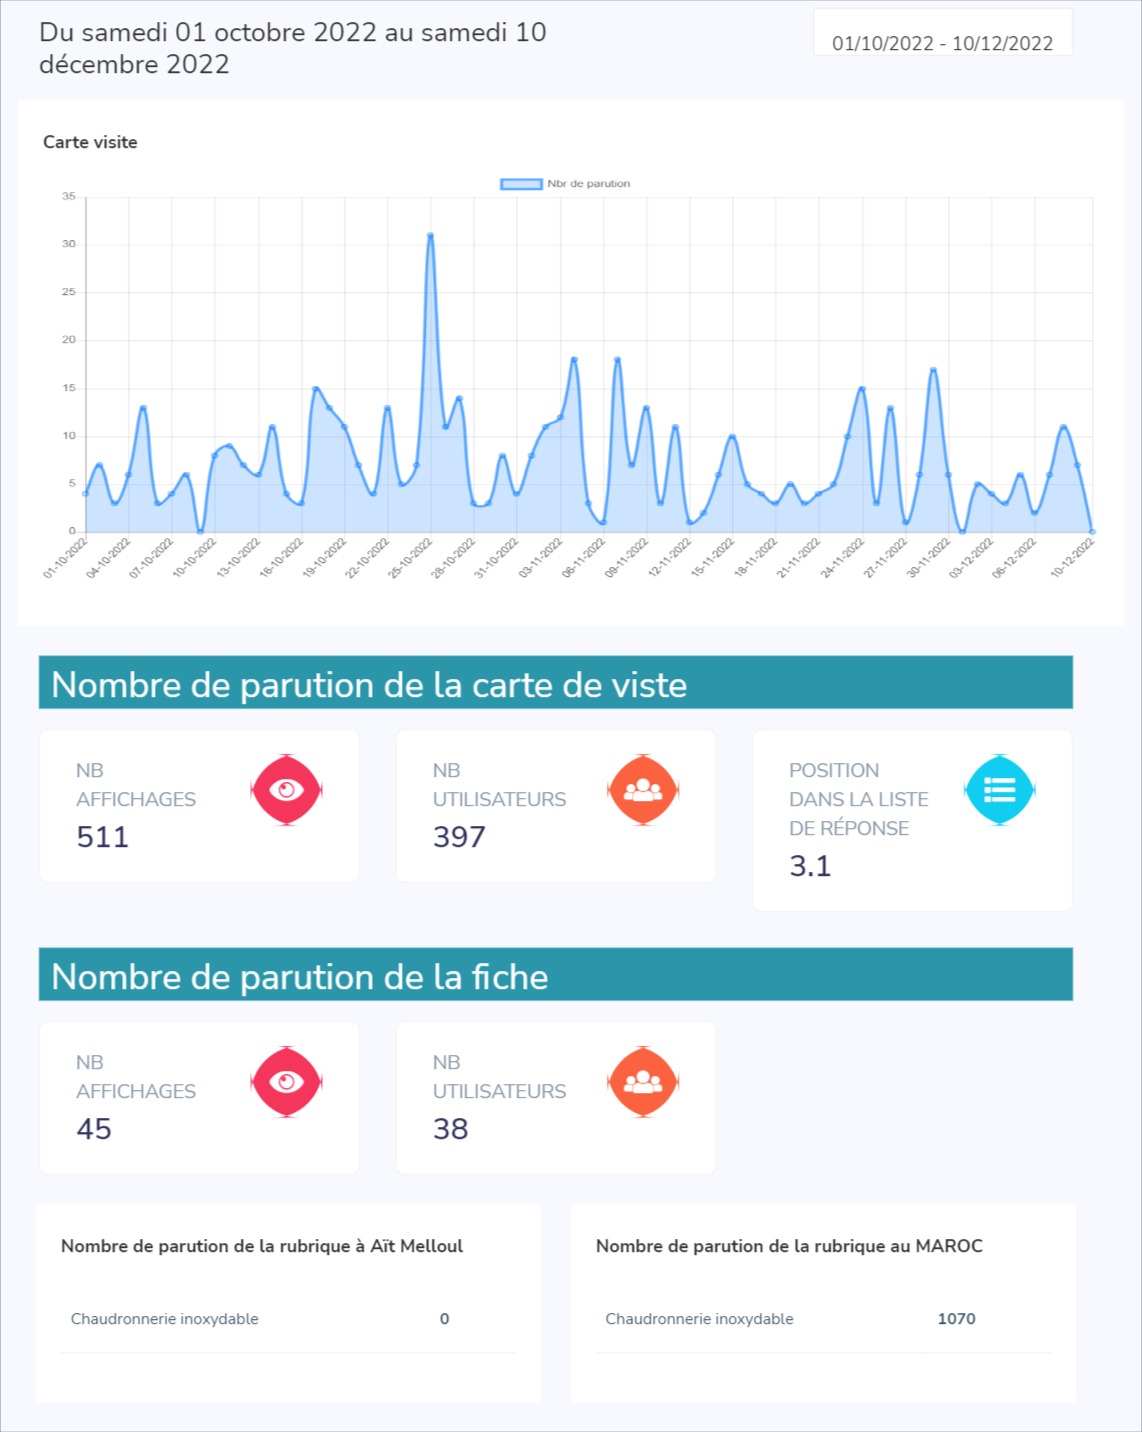 Du samedi 01 octobre 2022 au samedi 10
décembre 2022
01/10/2022 - 10/12/2022
Carte visite
Nbr de parution
35
30
25
20
15
10
5
0
01-10-2022
04-10-2022
07-10-2022
10-10-2022
13-10-2022
16-10-2022
19-10-2022
22-10-2022
25-10-2022
28-10-2022
31-10-2022
03-11-2022
06-11-2022
09-11-2022
12-11-2022
15-11-2022
18-11-2022
21-11-2022
24-11-2022
27-11-2022
30-11-2022
03-12-2022
06-12-2022
10-12-2022
Nombre de parution de la carte de viste
NB
AFFICHAGES
511
NB
UTILISATEURS
397
POSITION
DANS LA LISTE
DE RÉPONSE
3.1
Nombre de parution de la fiche
NB
AFFICHAGES
45
NB
UTILISATEURS
38
Nombre de parution de la rubrique à Aït Melloul
Chaudronnerie inoxydable 0
Nombre de parution de la rubrique au MAROC
Chaudronnerie inoxydable 1070